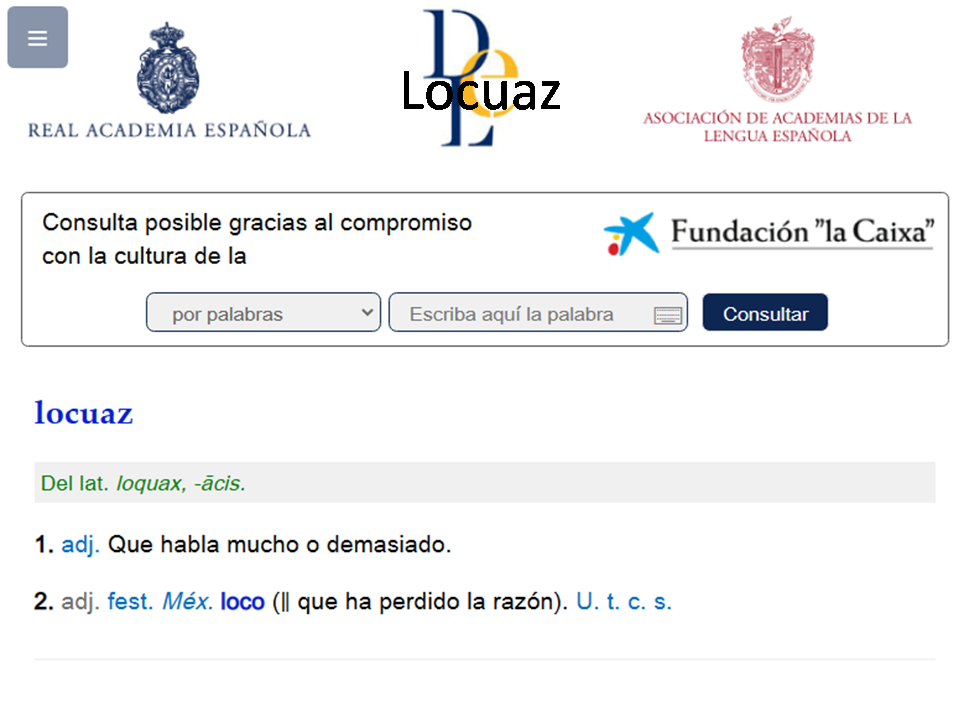 REAL ACADEMIA ESPAÑOLA
DeL
Locuaz
ASOCIACIÓN DE ACADEMIAS DE LA
LENGUA ESPAÑOLA
Consulta posible gracias al compromiso
con la cultura de la
Fundación "la Caixa"
por palabras
Escriba aquí la palabra
Consultar
locuaz
Del lat. loquax, -ācis.
1. adj. Que habla mucho o demasiado.
2. adj. fest. Méx. loco (‖ que ha perdido la razón). U. t. c. s.